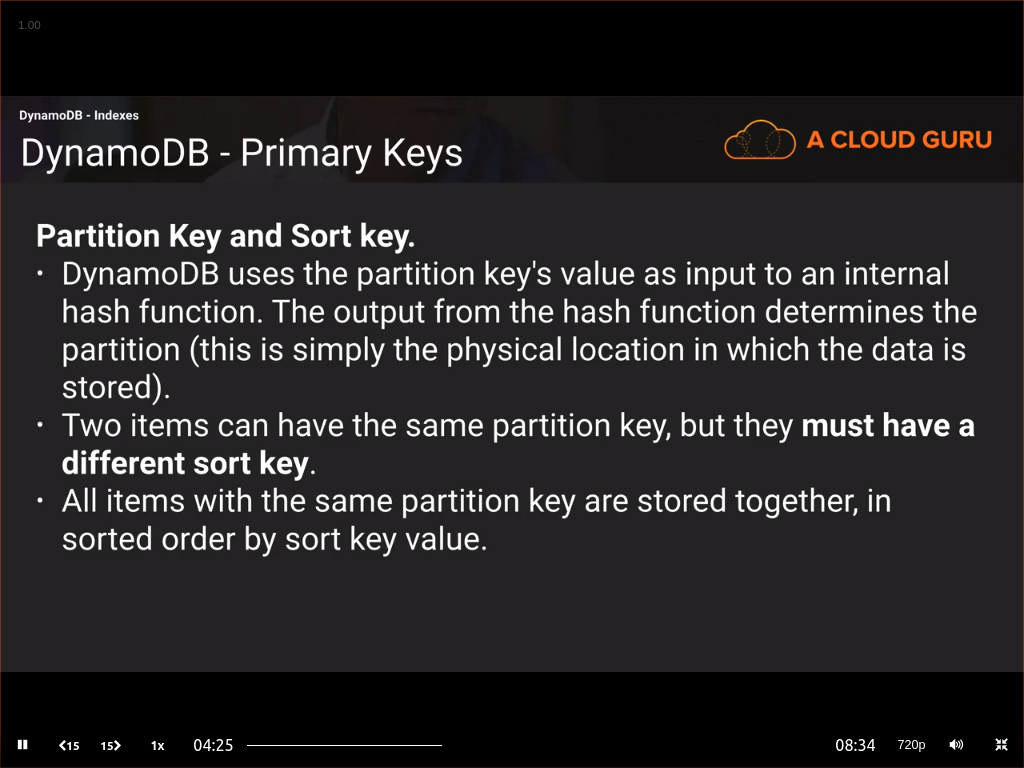 1.00
DynamoDB - Indexes
DynamoDB - Primary Keys
A CLOUD GURU
Partition Key and Sort key.
• DynamoDB uses the partition key's value as input to an internal
hash function. The output from the hash function determines the
partition (this is simply the physical location in which the data is
stored).
• Two items can have the same partition key, but they must have a
different sort key.
• All items with the same partition key are stored together, in
sorted order by sort key value.
15 15 1x 04:25 08:34 720p